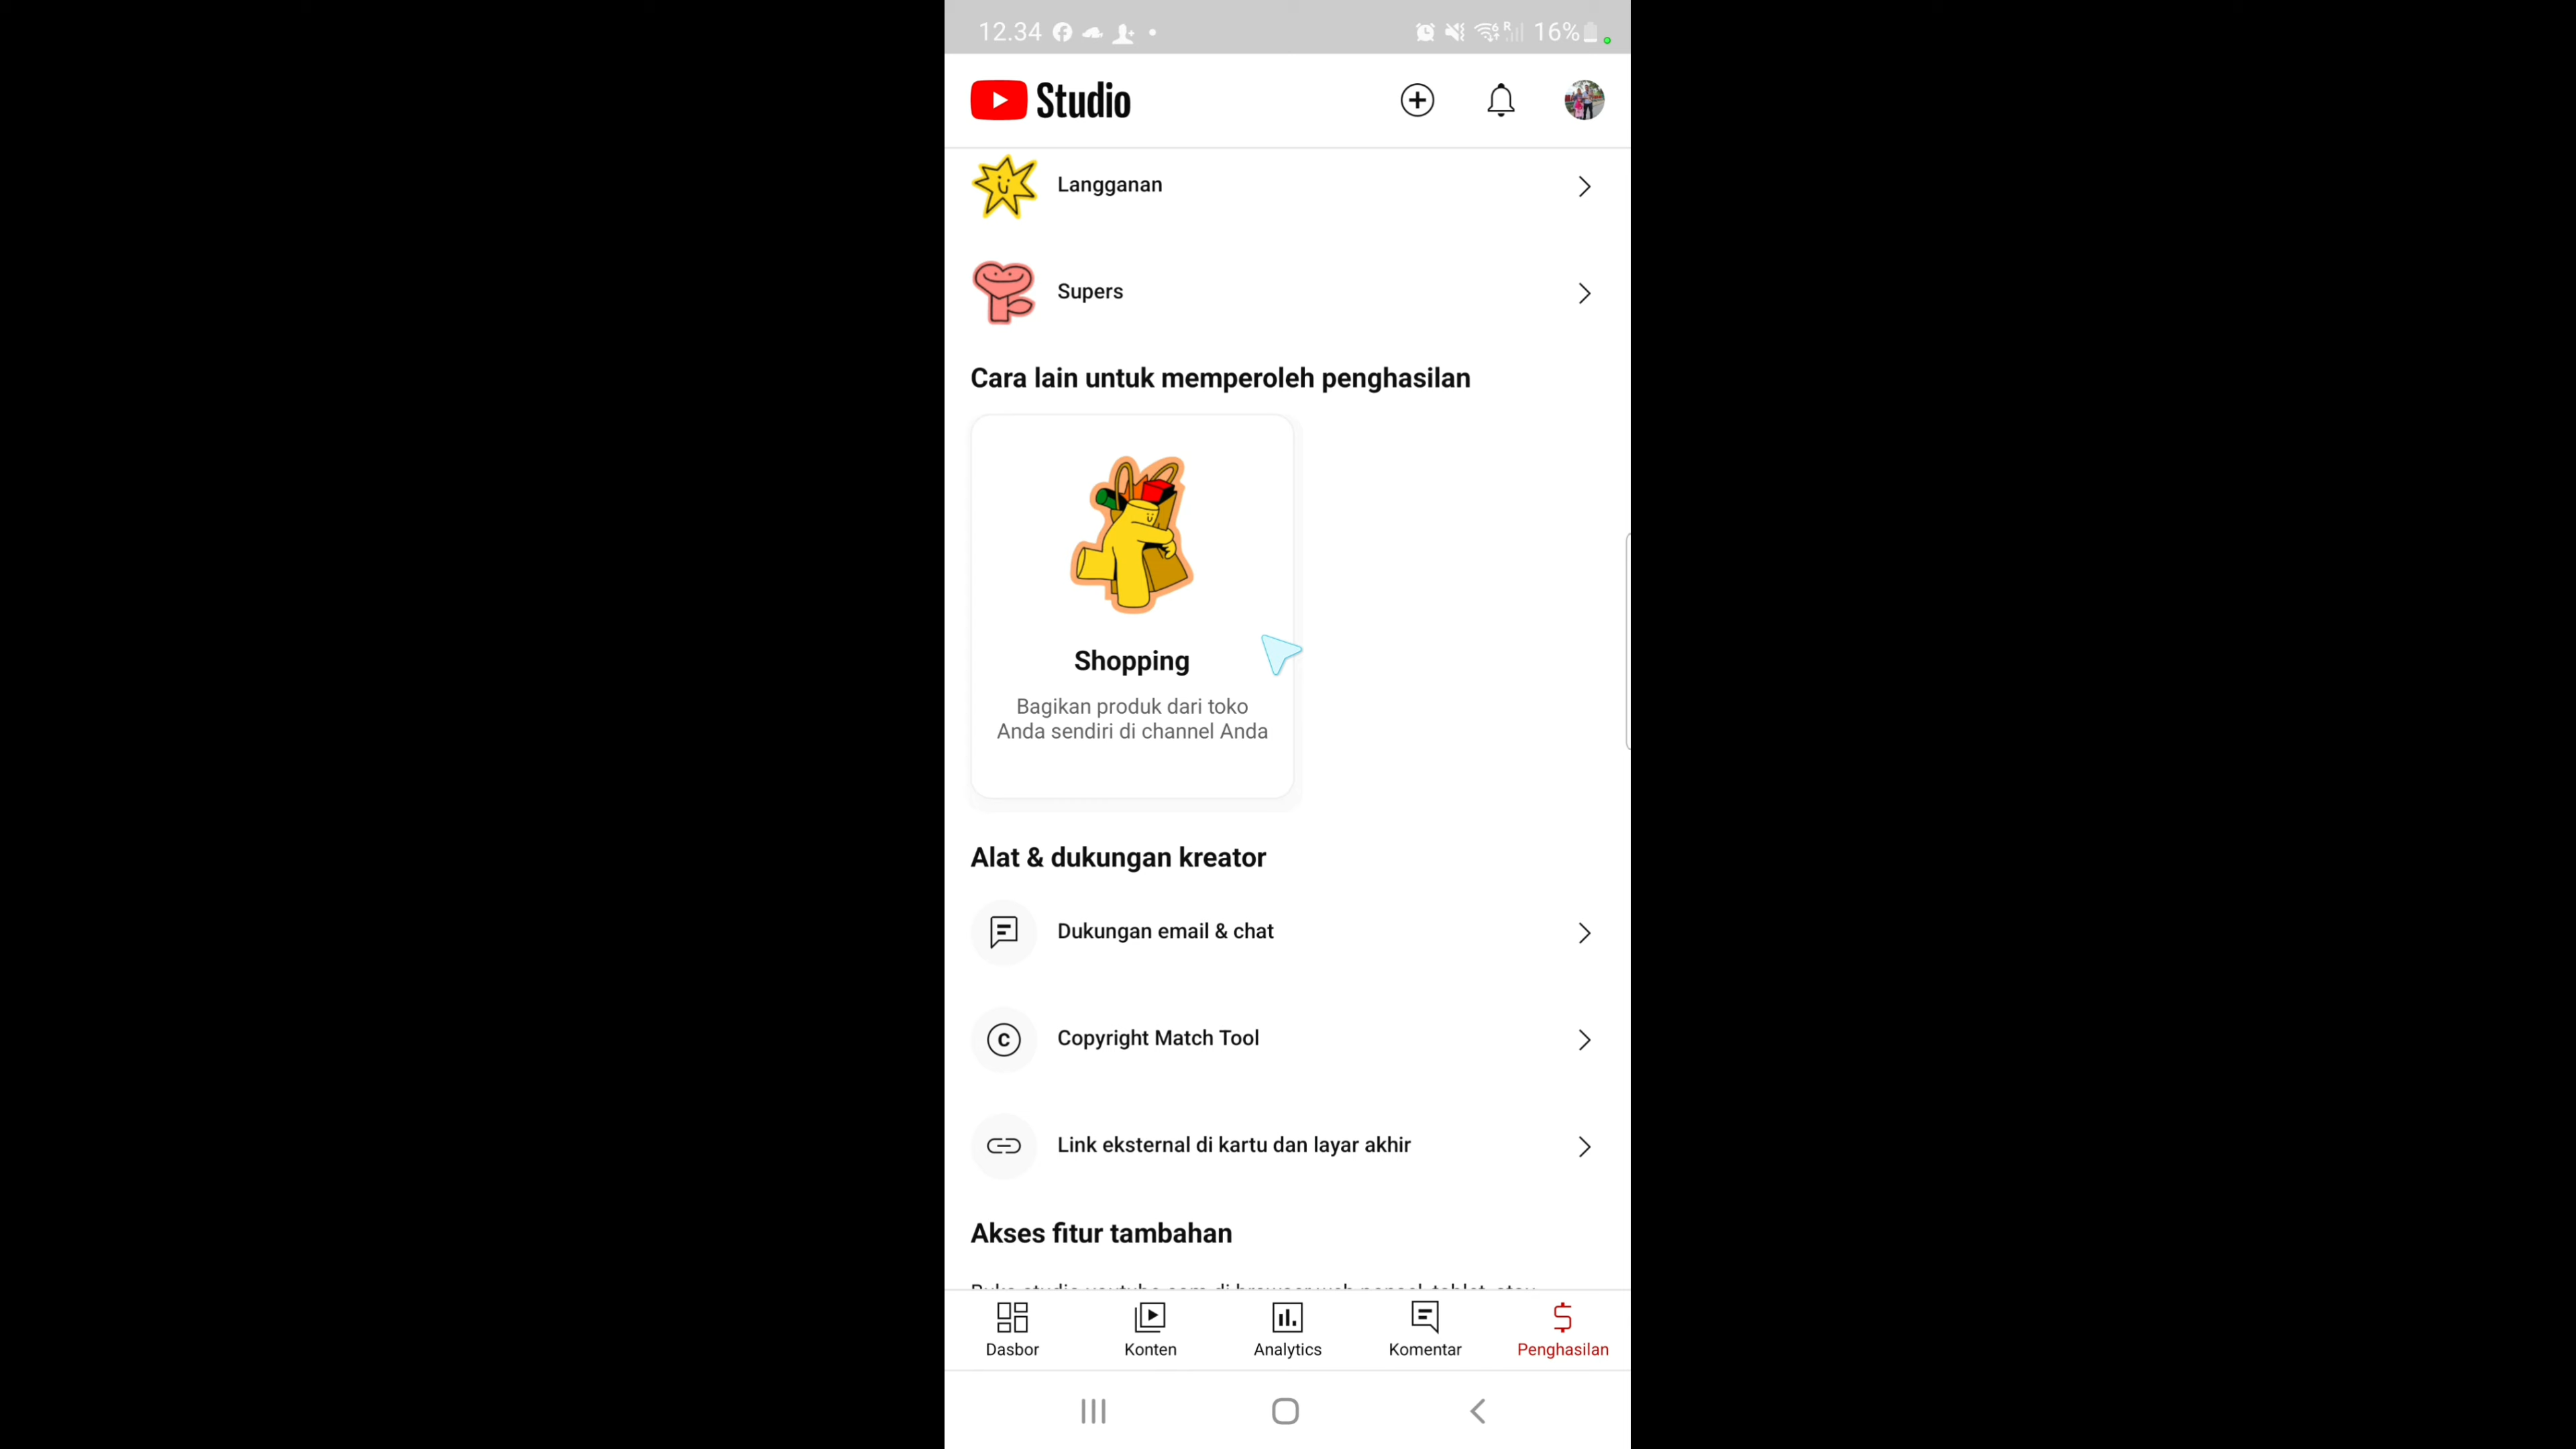 12.34
16%
Studio
Langganan
Supers
Cara lain untuk memperoleh penghasilan
Shopping
Bagikan produk dari toko
Anda sendiri di channel Anda
Alat & dukungan kreator
Dukungan email & chat
Copyright Match Tool
Link eksternal di kartu dan layar akhir
Akses fitur tambahan
Dasbor
Konten
Analytics
Komentar
Penghasilan